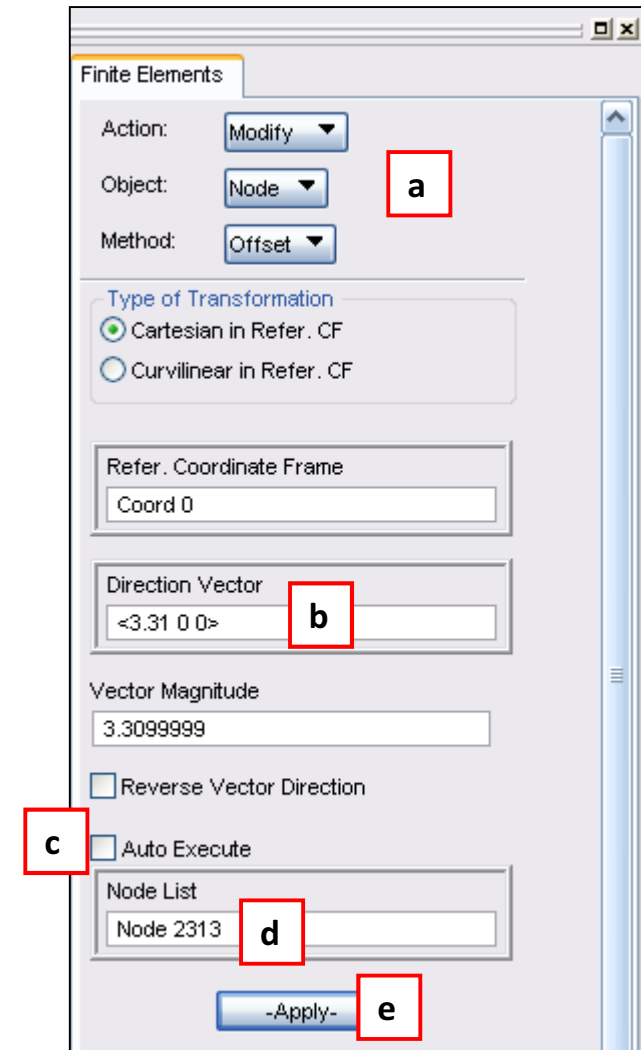 Finite Elements
Action: Modify
Object: Node a
Method: Offset
Type of Transformation
Cartesian in Refer. CF
Curvilinear in Refer. CF
Refer. Coordinate Frame
Coord 0
Direction Vector
<3.31 0 0> b
Vector Magnitude
3.3099999
Reverse Vector Direction
c Auto Execute
Node List
Node 2313 d
-Apply- e